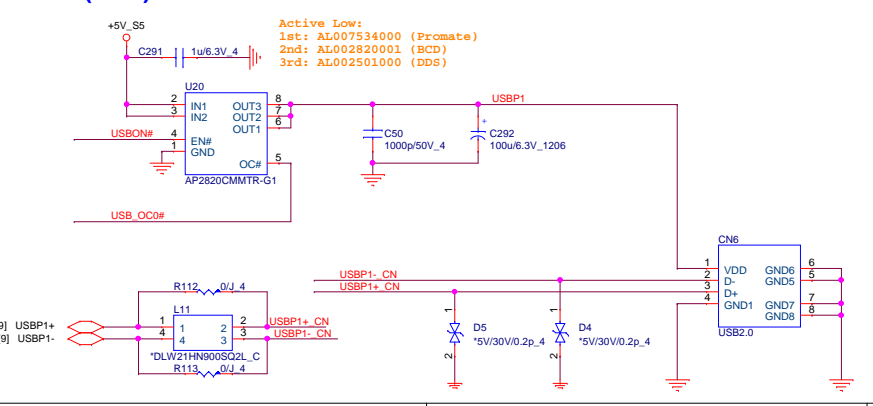 +5V_S5
Active Low:
1st: AL007534000 (Promate)
2nd: AL002820001 (BCD)
3rd: AL002501000 (DDS)
C291 1u/6.3V_4
U20
2 IN1 OUT3 8
3 IN2 OUT2 7
OUT1 6
USBP1
USBON# 4 EN#
1 GND
OC# 5
AP2820CMMTR-G1
C50
1000p/50V_4
+
C292
100u/6.3V_1206
USB_OC0#
CN6
1 VDD GND6 6
2 D- GND5 5
3 D+
4 GND1 GND7 7
GND8 8
USB2.0
USBP1-_CN
USBP1+_CN
R112 0/J_4
L11
9] USBP1+ 1 1 2 2 USBP1+_CN
9] USBP1- 4 4 3 3 USBP1-_CN
*DLW21HN900SQ2L_C
R113 0/J_4
1 D5 2
*5V/30V/0.2p_4
1 D4 2
*5V/30V/0.2p_4